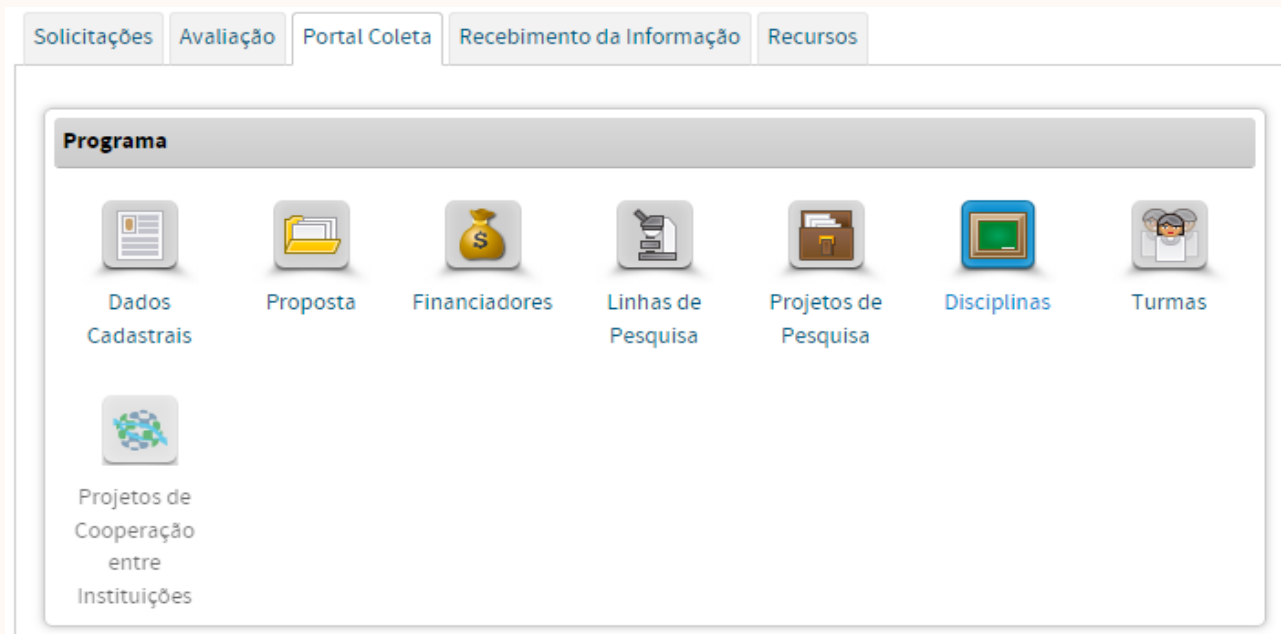 Solicitações Avaliação Portal Coleta Recebimento da Informação Recursos
Programa
Dados
Cadastrais
Proposta
Financiadores
Linhas de
Pesquisa
Projetos de
Pesquisa
Disciplinas
Turmas
Projetos de
Cooperação
entre
Instituições